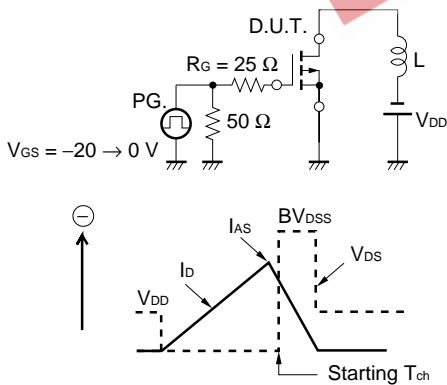 D.U.T.
RG = 25 Ω
L
PG.
50 Ω
VDD
VGS = −20 → 0 V
⊖
IAS
BVDSS
ID
VDS
VDD
Starting Tch